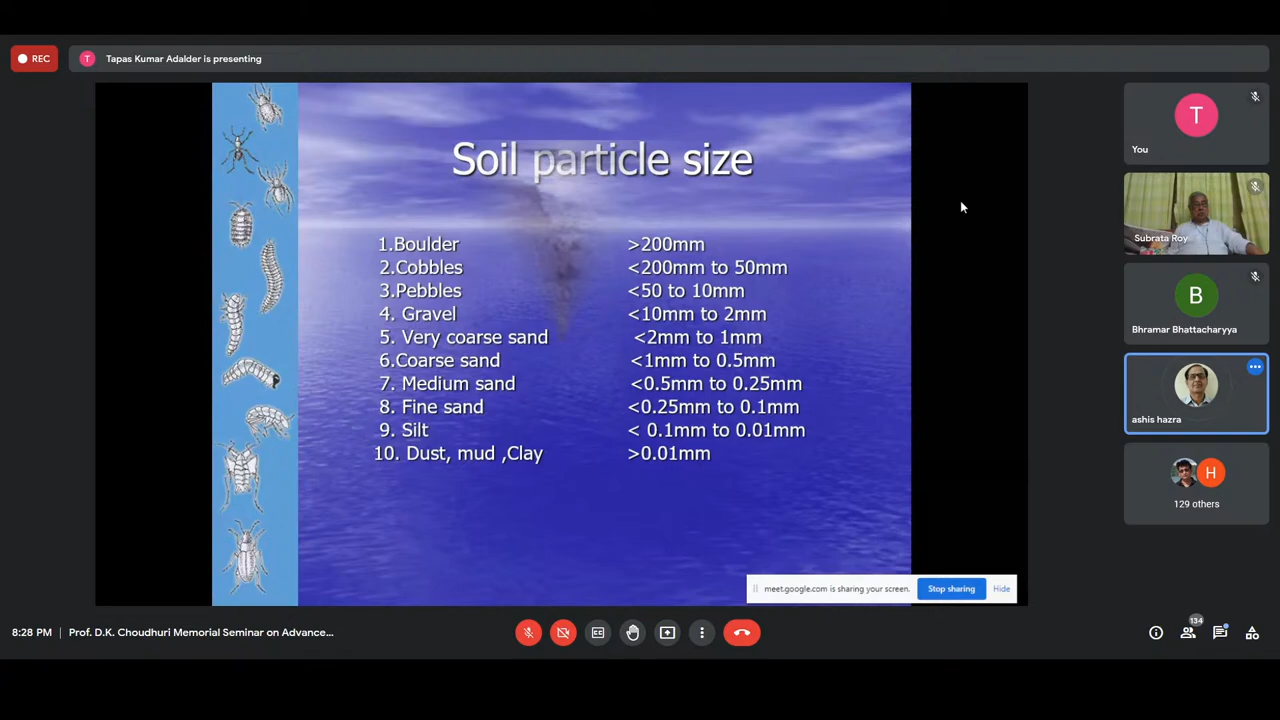 REC
T
Tapas Kumar Adalder is presenting
Soil particle size
1.Boulder >200mm
2.Cobbles <200mm to 50mm
3.Pebbles <50 to 10mm
4. Gravel <10mm to 2mm
5. Very coarse sand <2mm to 1mm
6.Coarse sand <1mm to 0.5mm
7. Medium sand <0.5mm to 0.25mm
8. Fine sand <0.25mm to 0.1mm
9. Silt < 0.1mm to 0.01mm
10. Dust, mud ,Clay >0.01mm
meet.google.com is sharing your screen. Stop sharing Hide
T
You
Subrata Roy
B
Bhramar Bhattacharyya
ashis hazra
H
129 others
8:28 PM | Prof. D.K. Choudhuri Memorial Seminar on Advance...
CC
134